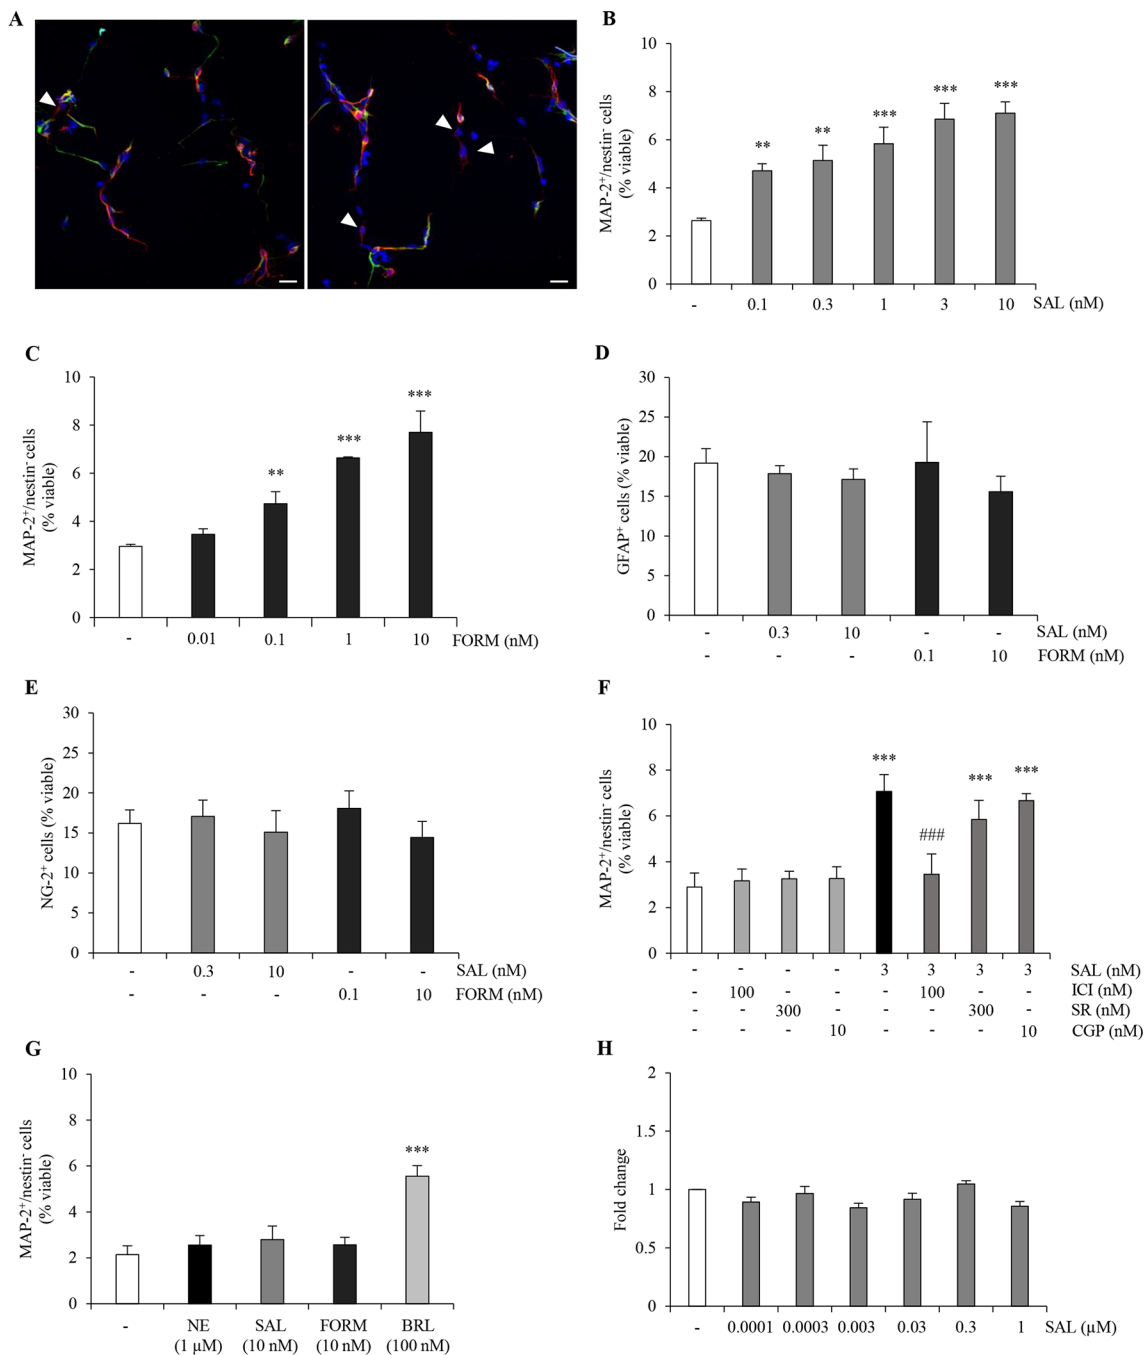 A
B
MAP-2⁺/nestin⁻ cells
(% viable)
10
8
6
4
2
0
**
**
***
***
***
- 0.1 0.3 1 3 10 SAL (nM)
C
MAP-2⁺/nestin⁻ cells
(% viable)
10
8
6
4
2
0
**
***
***
- 0.01 0.1 1 10 FORM (nM)
D
GFAP⁺ cells (% viable)
30
25
20
15
10
5
0
- 0.3 10 - - SAL (nM)
- - - 0.1 10 FORM (nM)
E
NG-2⁺ cells (% viable)
30
25
20
15
10
5
0
- 0.3 10 - - SAL (nM)
- - - 0.1 10 FORM (nM)
F
MAP-2⁺/nestin⁻ cells
(% viable)
10
8
6
4
2
0
***
###
***
***
- - - - 3 3 3 3 SAL (nM)
- 100 - - - 100 - - ICI (nM)
- - 300 - - - 300 - SR (nM)
- - - 10 - - - 10 CGP (nM)
G
MAP-2⁺/nestin⁻ cells
(% viable)
10
8
6
4
2
0
***
- NE SAL FORM BRL
(1 µM) (10 nM) (10 nM) (100 nM)
H
Fold change
2
1.5
1
0.5
0
- 0.0001 0.0003 0.003 0.03 0.3 1 SAL (µM)